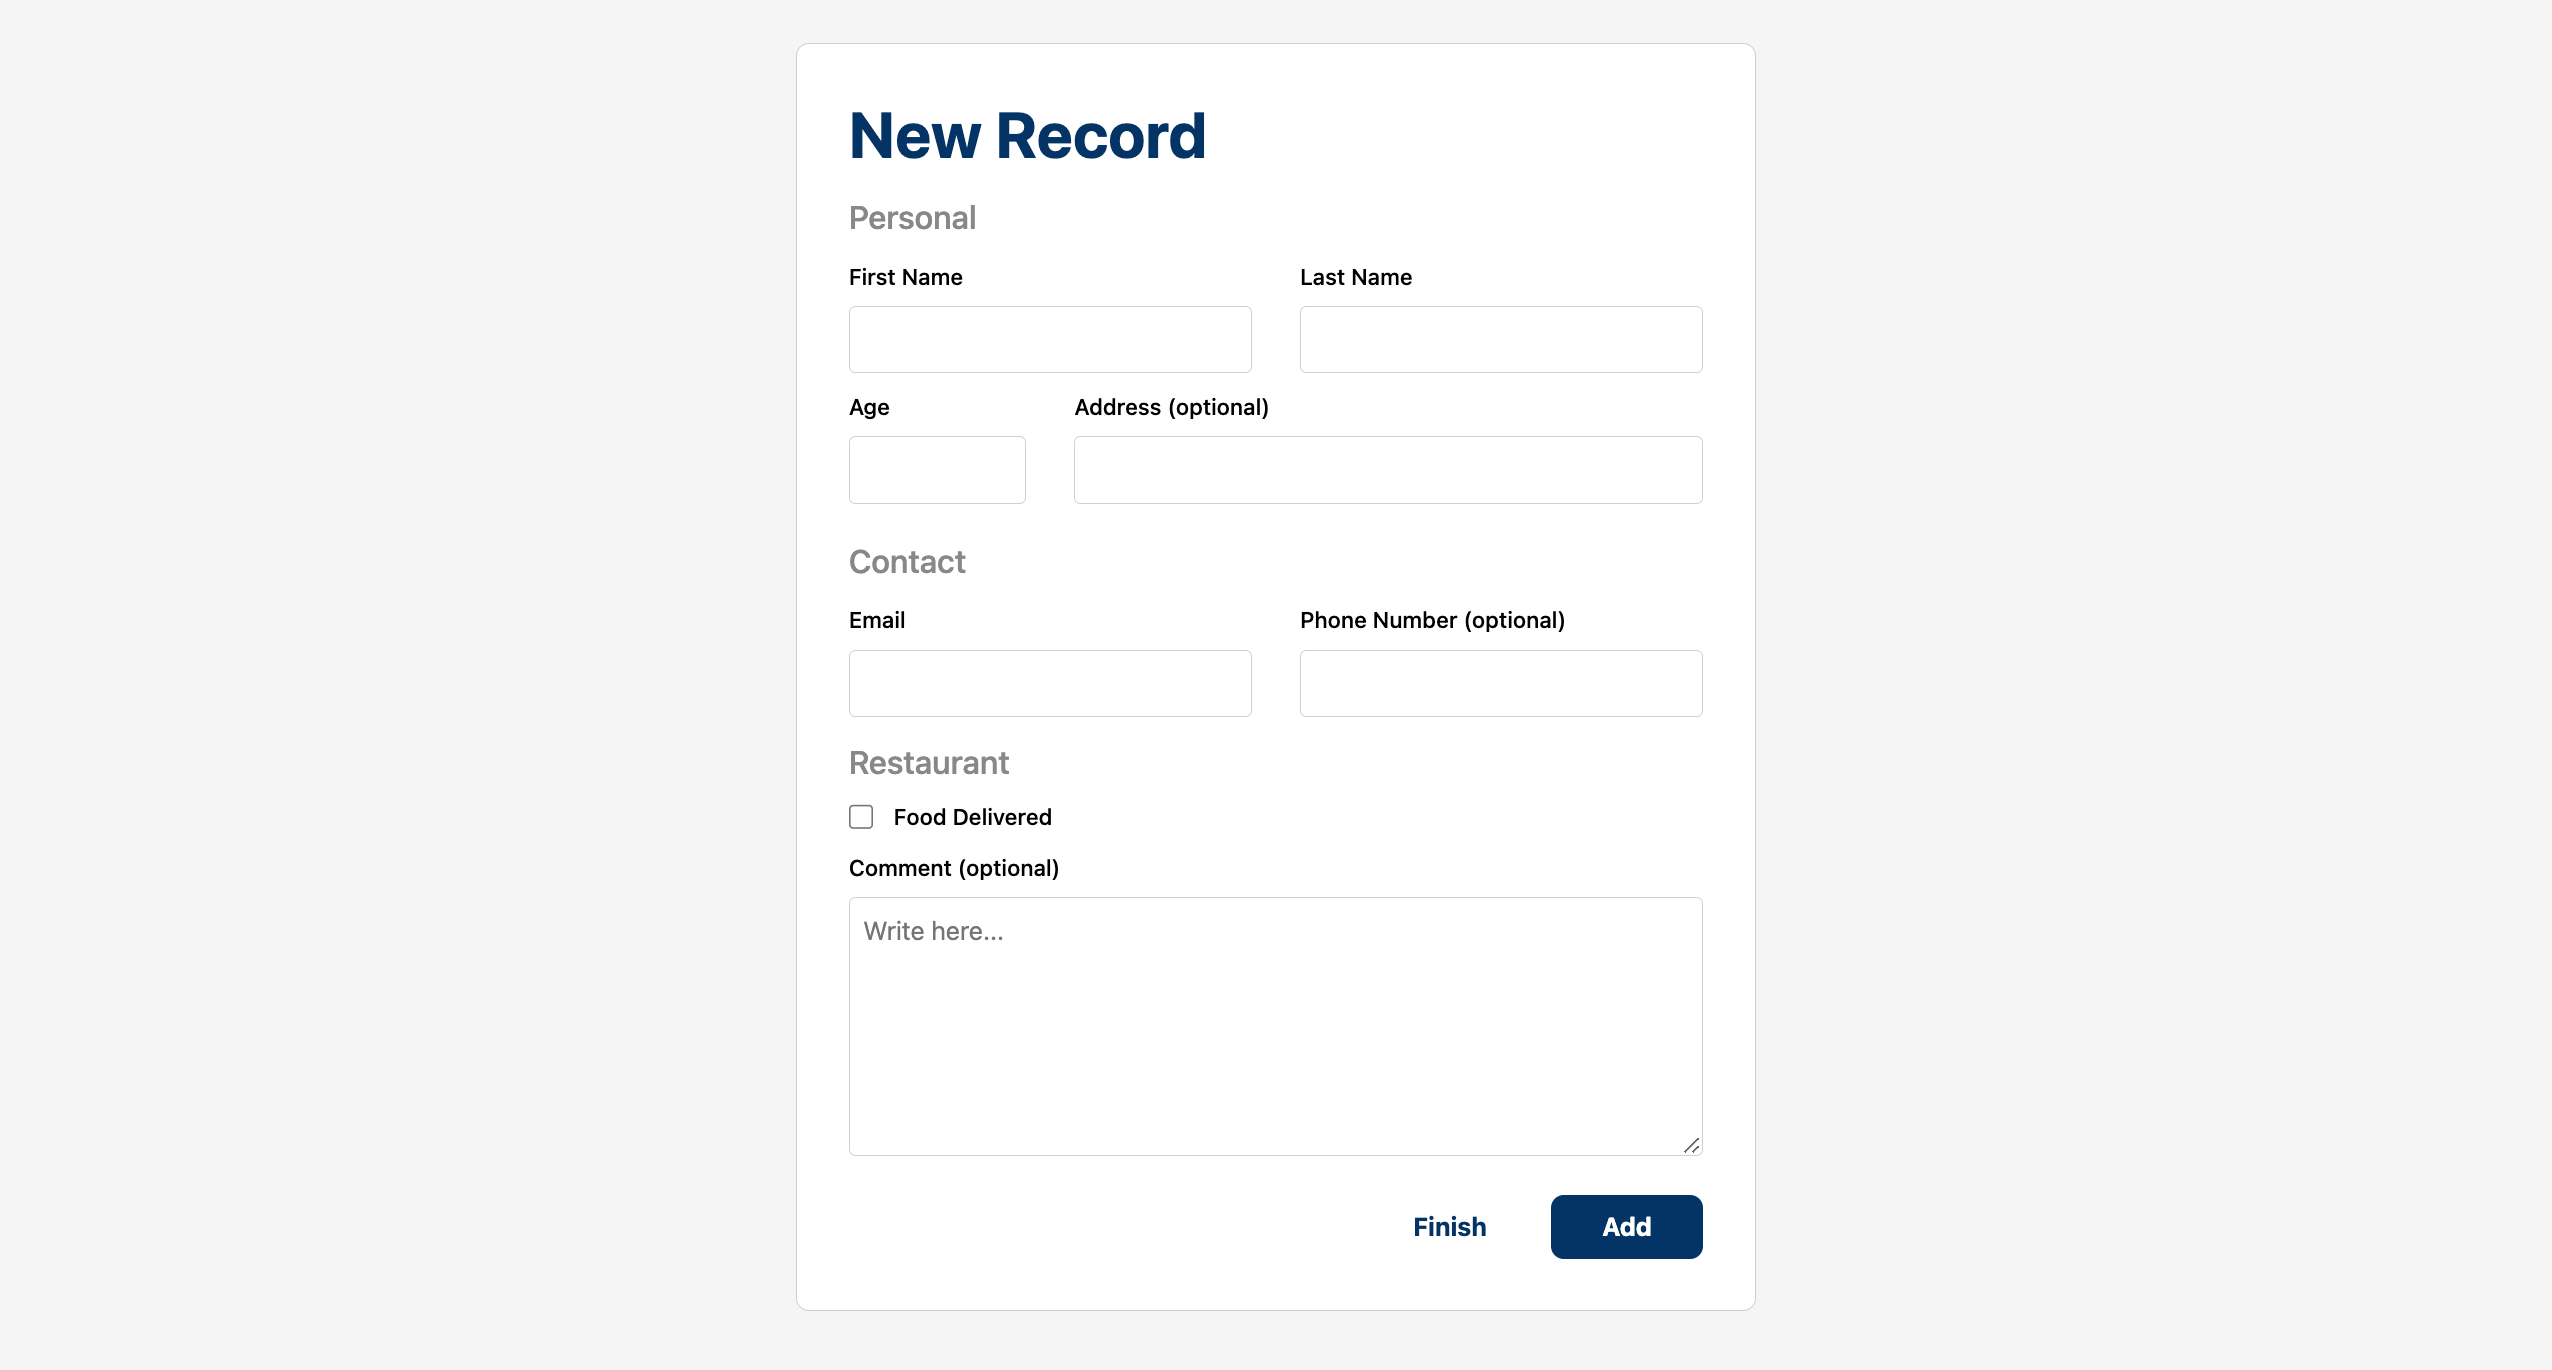 New Record
Personal
First Name Last Name
Age Address (optional)
Contact
Email Phone Number (optional)
Restaurant
Food Delivered
Comment (optional)
Write here...
Finish Add